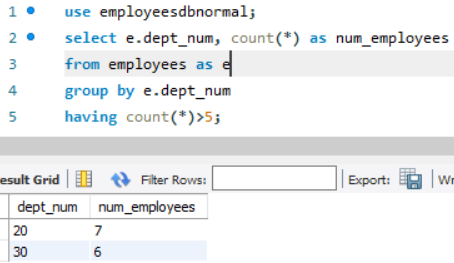 1 use employeesdbnormal;
2 select e.dept_num, count(*) as num_employees
3 from employees as e
4 group by e.dept_num
5 having count(*)>5;
esult Grid Filter Rows: Export: Wr
dept_num num_employees
20 7
30 6